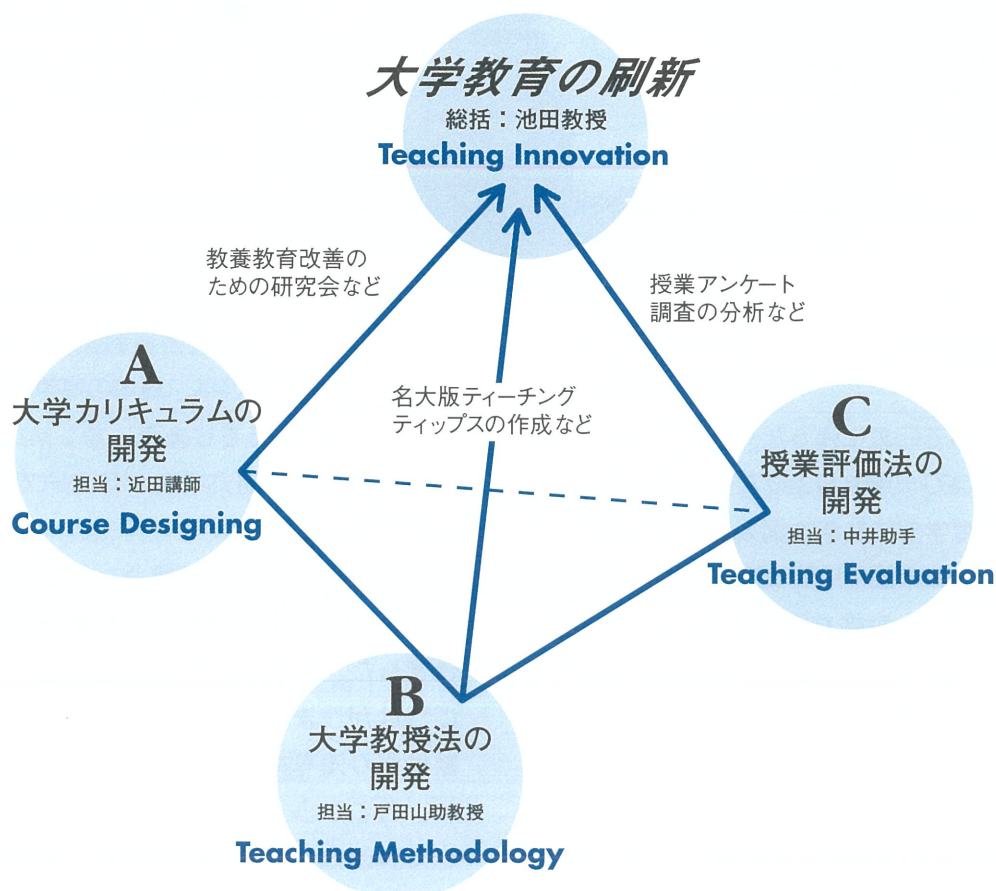 大学教育の刷新
総括：池田教授
Teaching Innovation
教養教育改善の
ための研究会など
授業アンケート
調査の分析など
名大版ティーチング
ティップスの作成など
A
大学カリキュラムの
開発
担当：近田講師
Course Designing
C
授業評価法の
開発
担当：中井助手
Teaching Evaluation
B
大学教授法の
開発
担当：戸田山助教授
Teaching Methodology